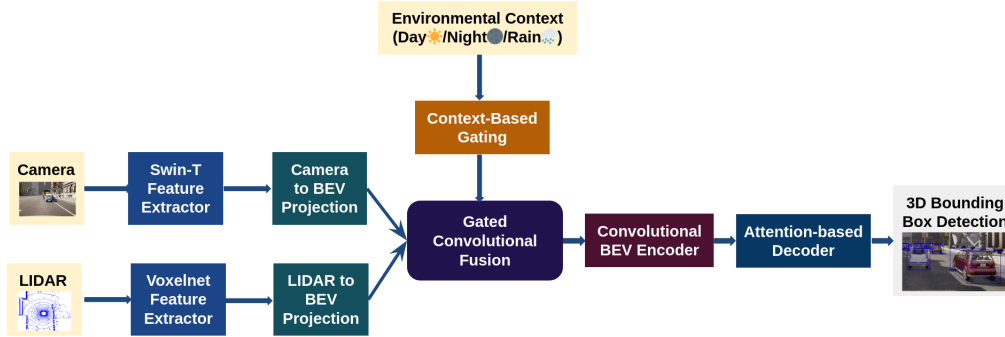 Environmental Context
(Day☀️/Night🌑/Rain🌧️)
Context-Based
Gating
Camera
Swin-T
Feature
Extractor
Camera
to BEV
Projection
Gated
Convolutional
Fusion
Convolutional
BEV Encoder
Attention-based
Decoder
3D Bounding
Box Detection
LIDAR
Voxelnet
Feature
Extractor
LIDAR to
BEV
Projection